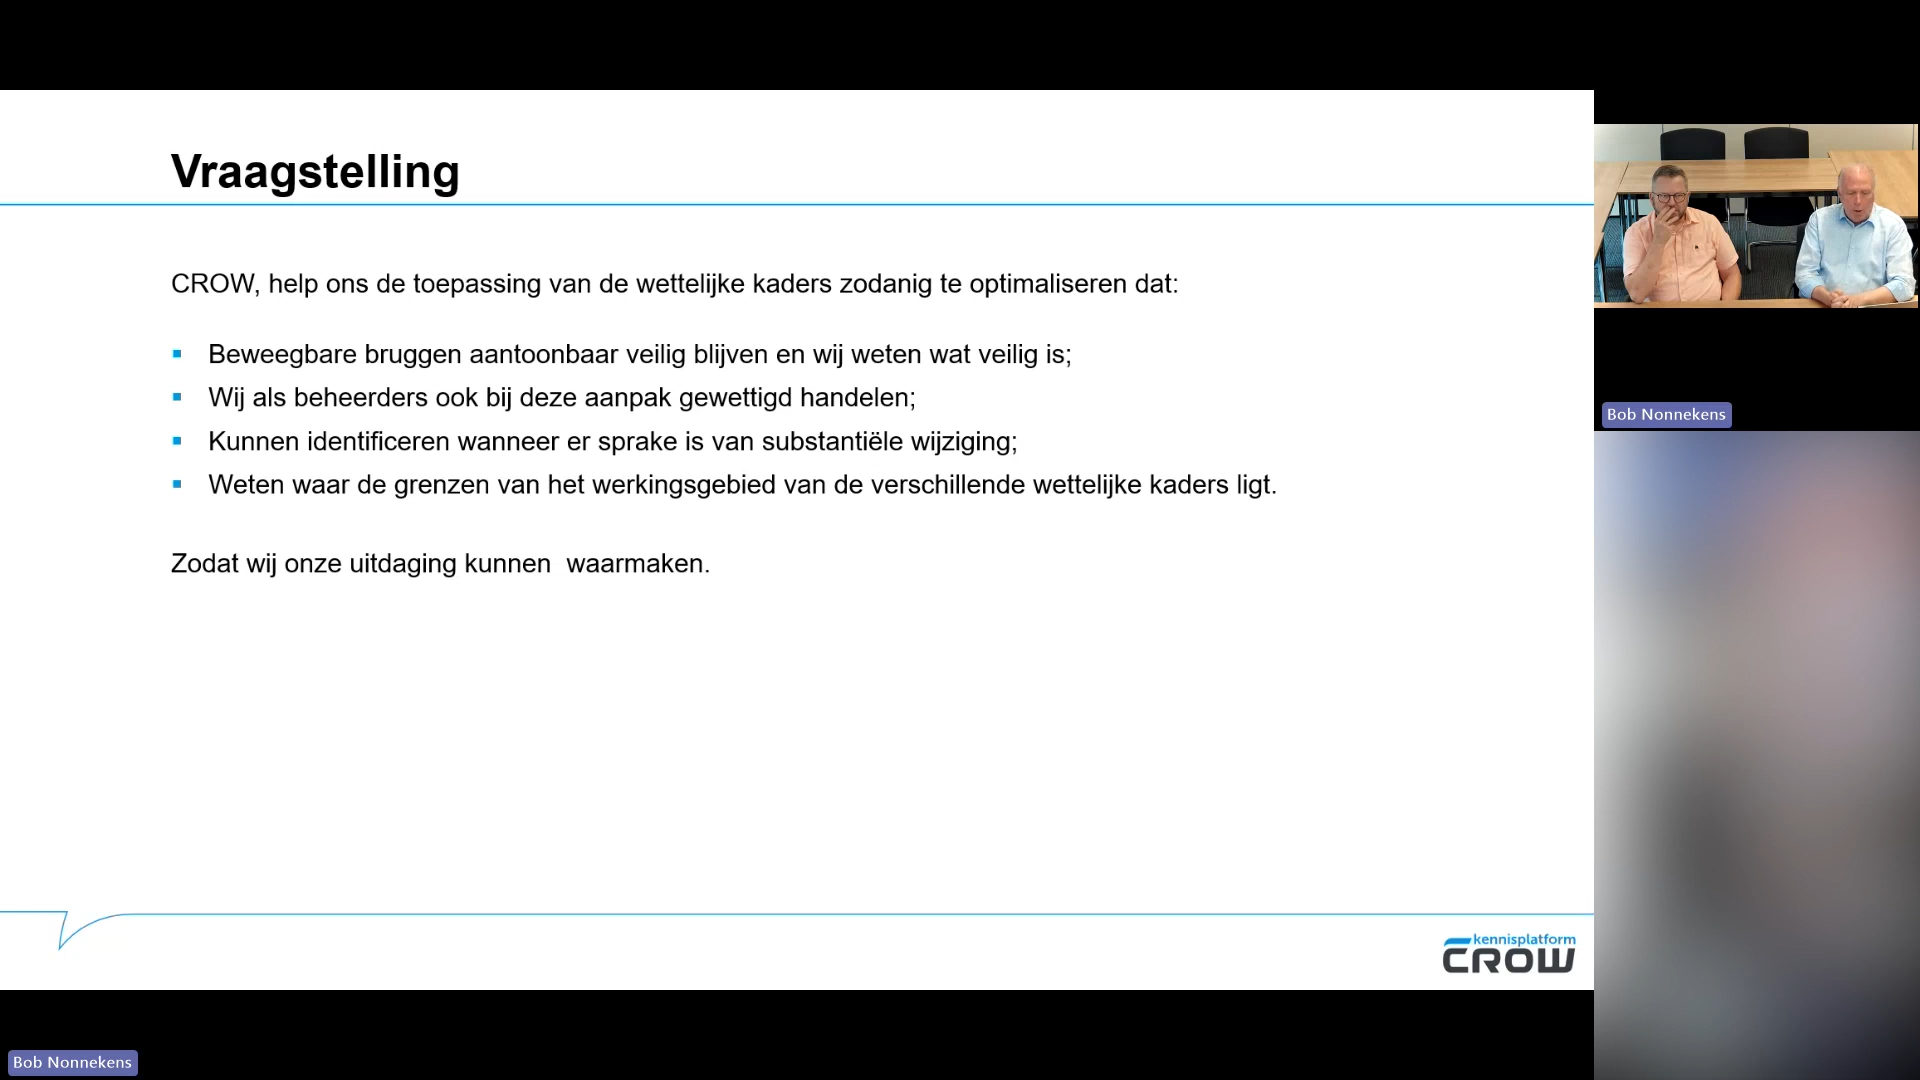 Vraagstelling
CROW, help ons de toepassing van de wettelijke kaders zodanig te optimaliseren dat:
Beweegbare bruggen aantoonbaar veilig blijven en wij weten wat veilig is;
Wij als beheerders ook bij deze aanpak gewettigd handelen;
Kunnen identificeren wanneer er sprake is van substantiële wijziging;
Weten waar de grenzen van het werkingsgebied van de verschillende wettelijke kaders ligt.
Zodat wij onze uitdaging kunnen  waarmaken.
kennisplatform
CROW
Bob Nonnekens
Bob Nonnekens